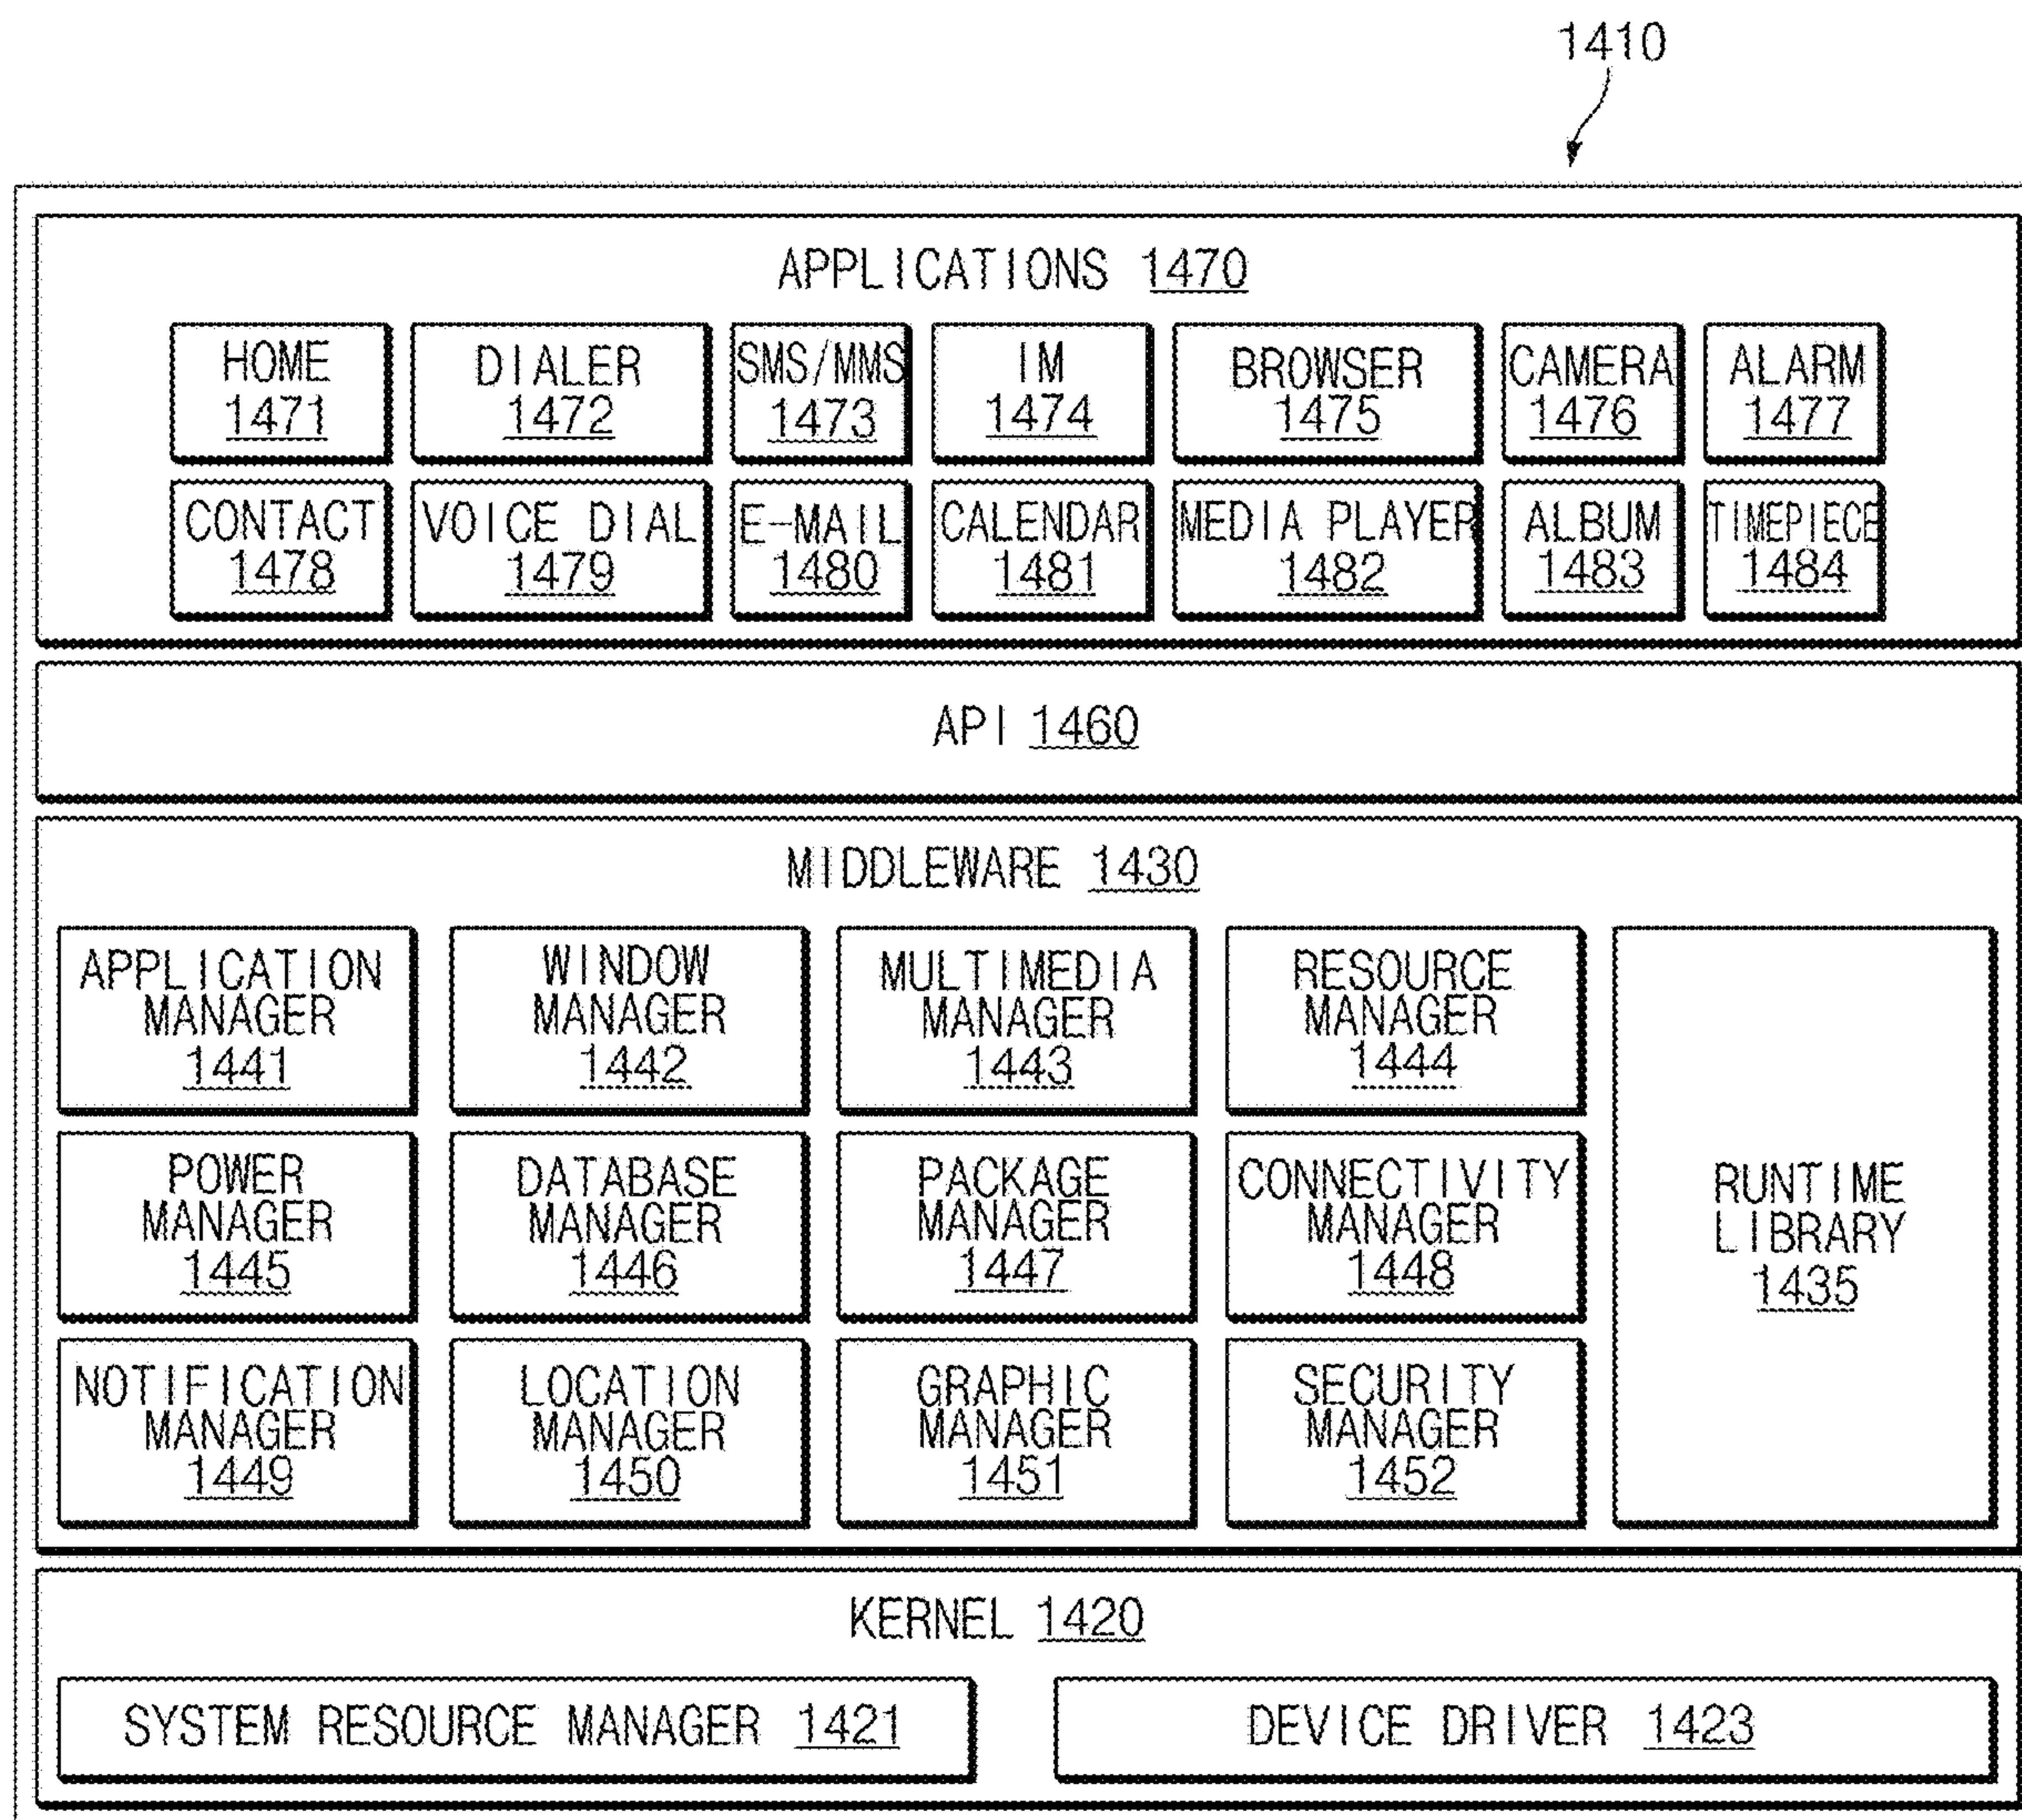 1410
APPLICATIONS 1470
HOME
1471
DIALER
1472
SMS/MMS
1473
IM
1474
BROWSER
1475
CAMERA
1476
ALARM
1477
CONTACT
1478
VOICE DIAL
1479
E-MAIL
1480
CALENDAR
1481
MEDIA PLAYER
1482
ALBUM
1483
TIMEPIECE
1484
API 1460
MIDDLEWARE 1430
APPLICATION
MANAGER
1441
WINDOW
MANAGER
1442
MULTIMEDIA
MANAGER
1443
RESOURCE
MANAGER
1444
POWER
MANAGER
1445
DATABASE
MANAGER
1446
PACKAGE
MANAGER
1447
CONNECTIVITY
MANAGER
1448
NOTIFICATION
MANAGER
1449
LOCATION
MANAGER
1450
GRAPHIC
MANAGER
1451
SECURITY
MANAGER
1452
RUNTIME
LIBRARY
1435
KERNEL 1420
SYSTEM RESOURCE MANAGER 1421
DEVICE DRIVER 1423